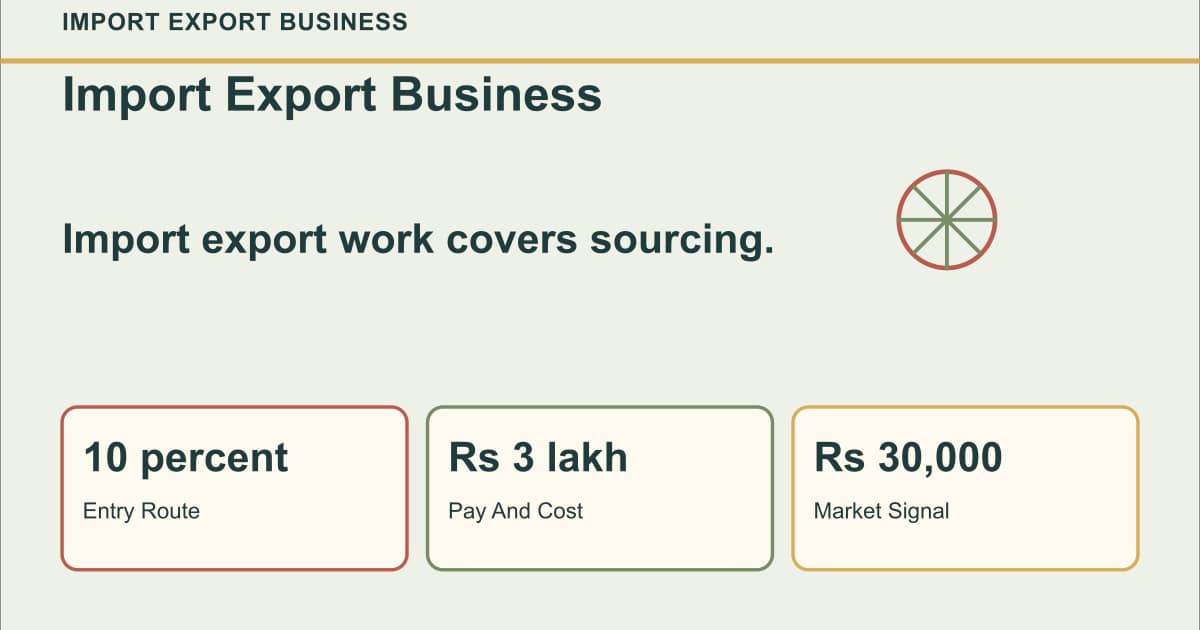 IMPORT EXPORT BUSINESS
Import Export Business
Import export work covers sourcing.
10 percent
Entry Route
Rs 3 lakh
Pay And Cost
Rs 30,000
Market Signal